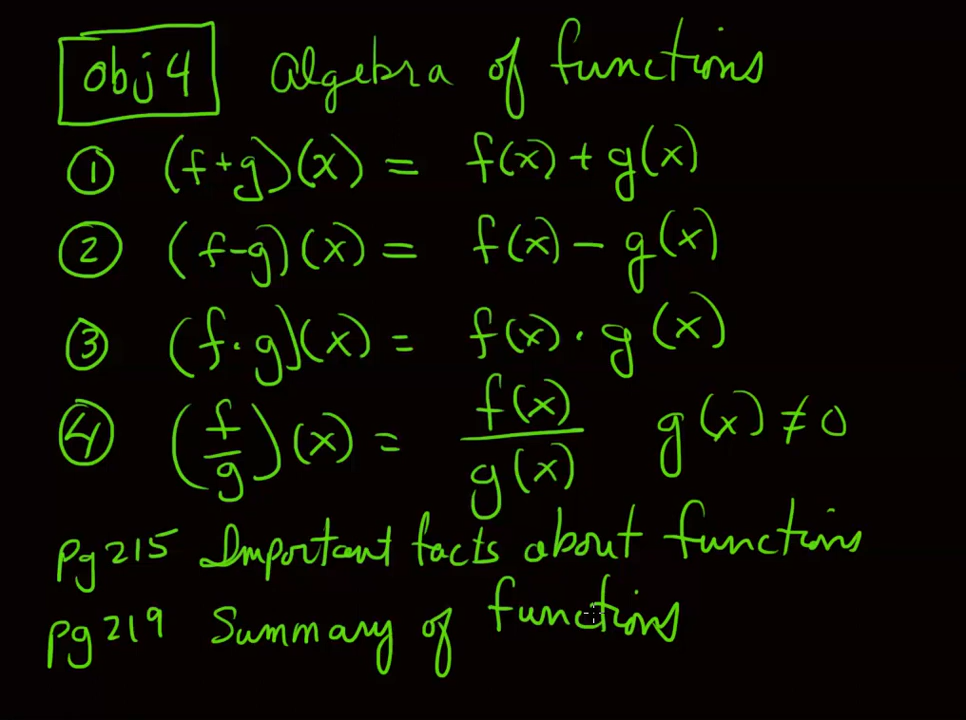 obj 4 algebra of functions
① (f+g)(x) = f(x) + g(x)
② (f-g)(x) = f(x) - g(x)
③ (f·g)(x) = f(x) · g(x)
④ (f/g)(x) = f(x)/g(x) g(x) ≠ 0
pg 215 Important facts about functions
pg 219 Summary of functions